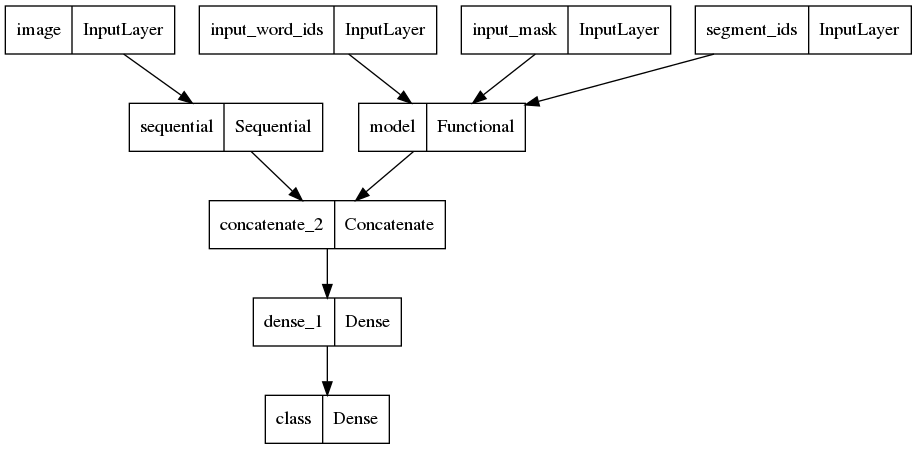 image InputLayer input_word_ids InputLayer input_mask InputLayer segment_ids InputLayer
sequential Sequential model Functional
concatenate_2 Concatenate
dense_1 Dense
class Dense